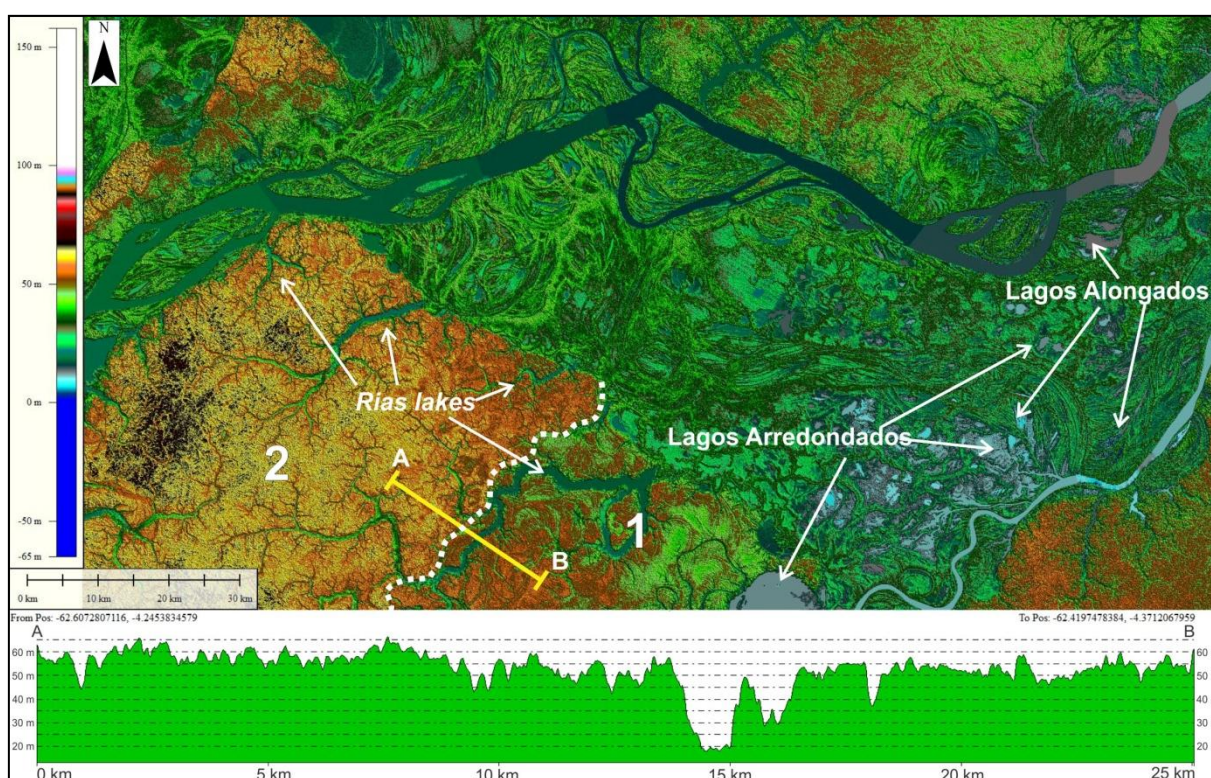 150 m
100 m
50 m
0 m
-50 m
-65 m
N
Lagos Alongados
Rías lakes
Lagos Arredondados
2
A
1
B
0 km 10 km 20 km 30 km
From Pos: -62.6072807116, -4.2453834579
To Pos: -62.4197478384, -4.3712067959
A
B
60 m
50 m
40 m
30 m
20 m
60
50
40
30
20
0 km 5 km 10 km 15 km 20 km 25 km